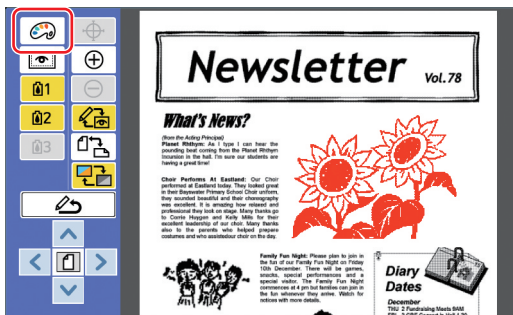 1
2
3
Newsletter Vol. 78
What's News?
(from the Acting Principal)
Planet Rhthym: As I type I can hear the
pounding beat coming from the Planet Rhthym
Incursion in the hall. I'm sure our students are
having a great time!
Choir Performs At Eastland: Our Choir
performed at Eastland today. They looked great
in their Bayswater Primary School Choir uniform,
they sounded beautiful and their choreography
was excellent. It is amazing how relaxed and
professional they look on stage. Many thanks go
to Corrie Haygen and Kelly Mills for their
excellent leadership of our choir. Many thanks
also to the parents who helped prepare
costumes and who assistedour choir on the day.
Family Fun Night: Please plan to join in
the fun of our Family Fun Night on Friday
10th December. There will be games,
snacks, special performances and a
special visitor. The Family Fun Night
commences at 4 pm but families can join in
the fun whenever they arrive. Watch for
notices with more details.
Diary
Dates
December
THU 2 Fundraising Meets 9AM